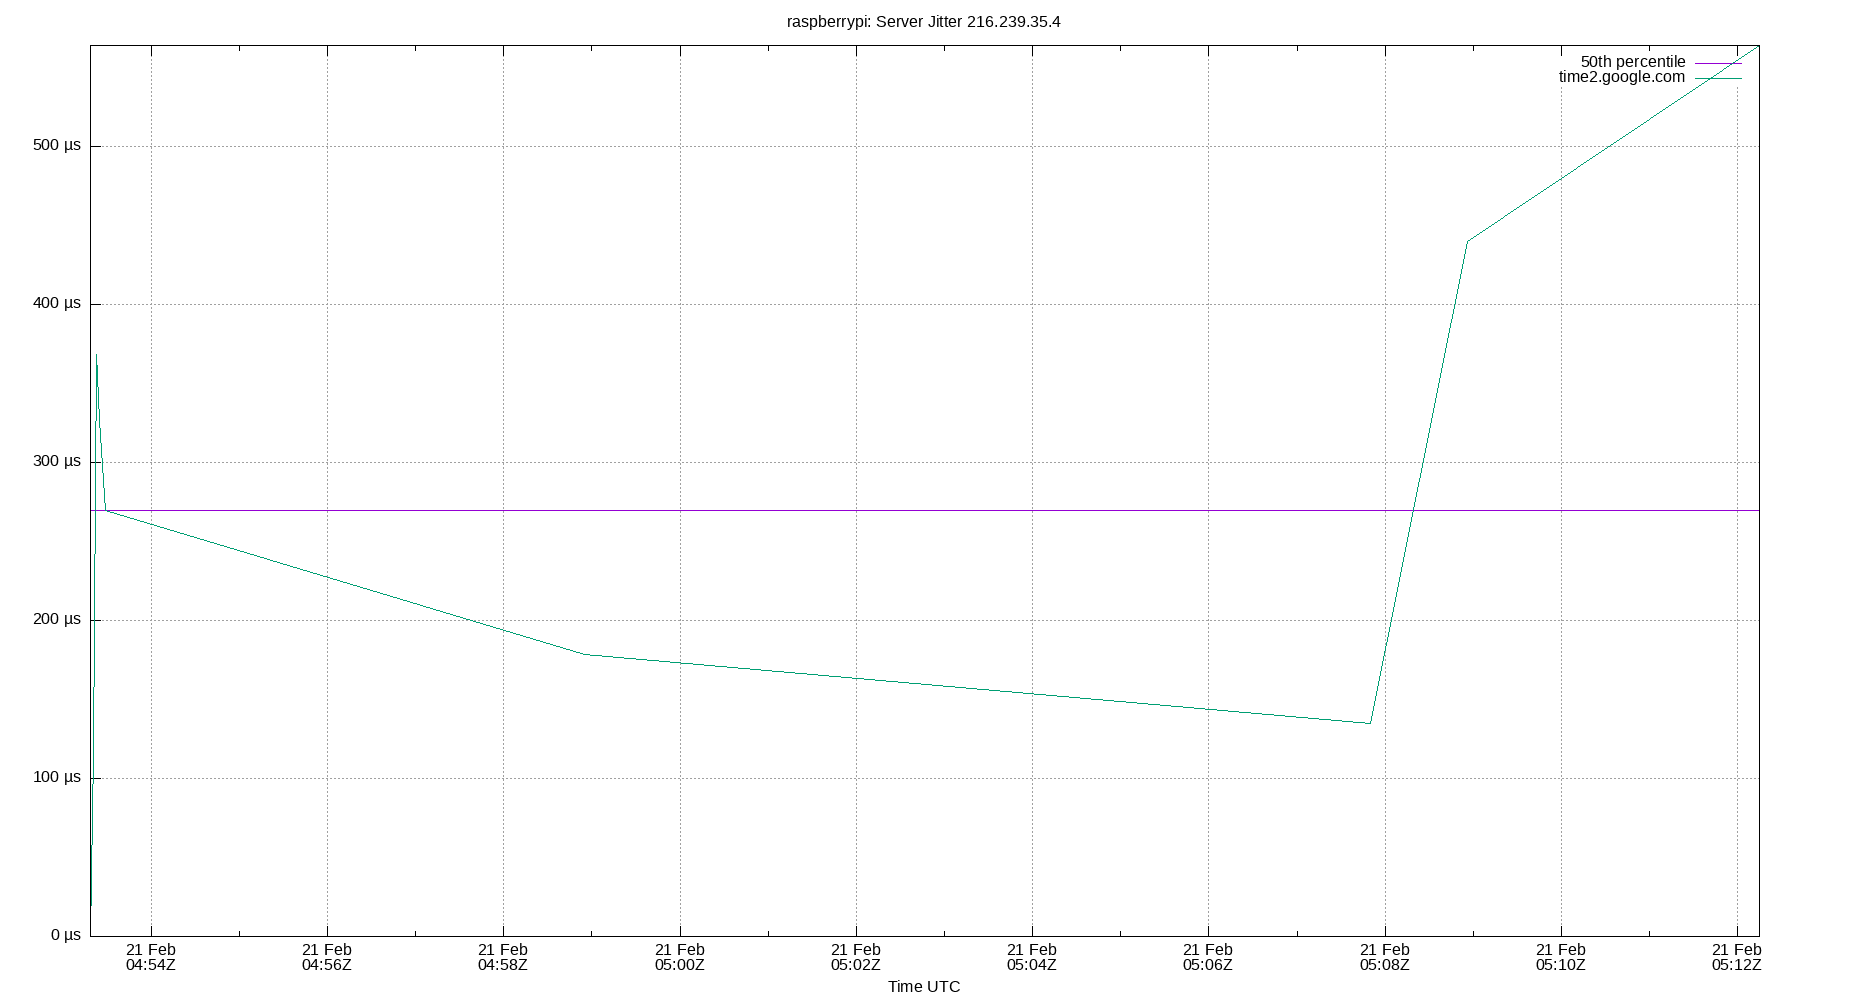 raspberrypi: Server Jitter 216.239.35.4
50th percentile
time2.google.com
500 µs
400 µs
300 µs
200 µs
100 µs
0 µs
21 Feb 21 Feb 21 Feb 21 Feb 21 Feb 21 Feb 21 Feb 21 Feb 21 Feb 21 Feb
04:54Z 04:56Z 04:58Z 05:00Z 05:02Z 05:04Z 05:06Z 05:08Z 05:10Z 05:12Z
Time UTC